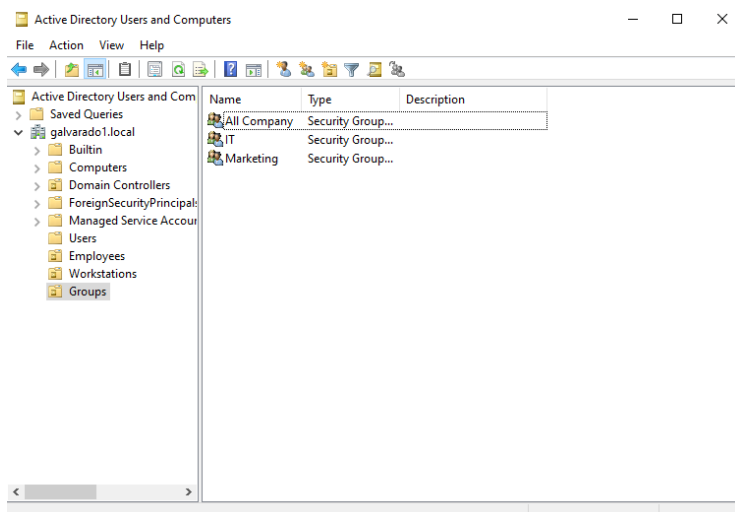 Active Directory Users and Computers
File Action View Help
Active Directory Users and Com
Saved Queries
galvarado1.local
Builtin
Computers
Domain Controllers
ForeignSecurityPrincipals
Managed Service Accour
Users
Employees
Workstations
Groups
Name Type Description
All Company Security Group...
IT Security Group...
Marketing Security Group...